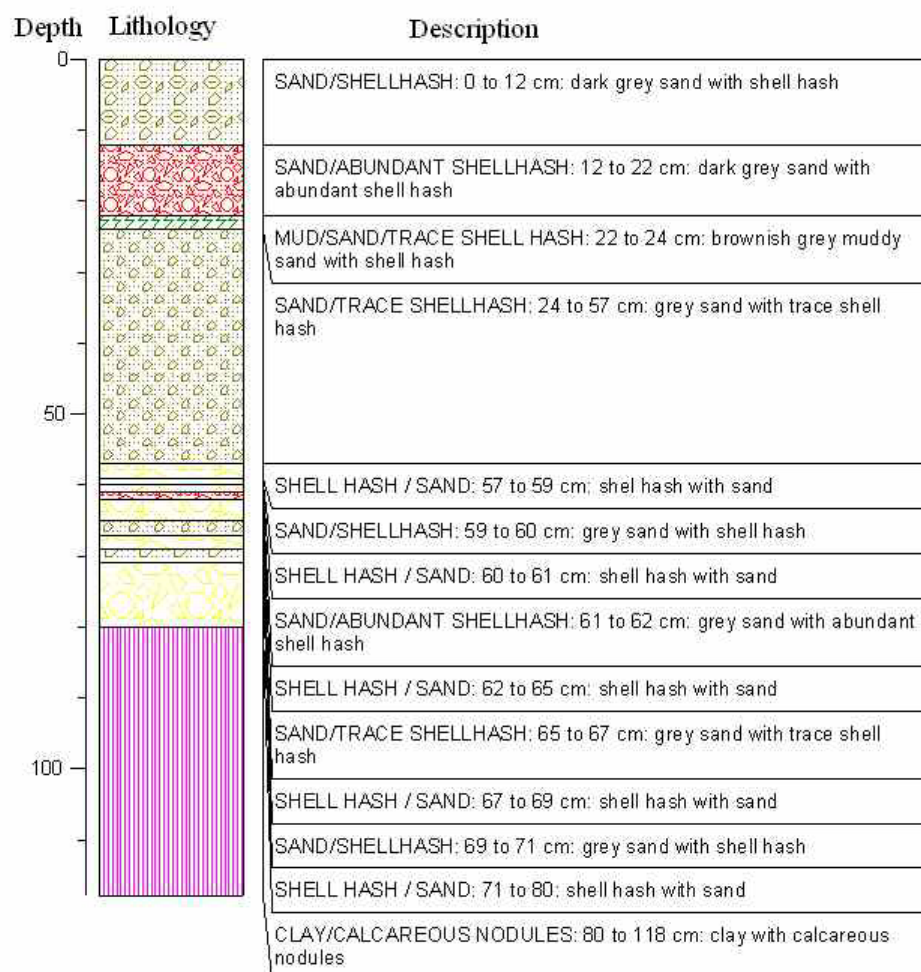 Depth Lithology Description
0
SAND/SHELLHASH: 0 to 12 cm: dark grey sand with shell hash
SAND/ABUNDANT SHELLHASH: 12 to 22 cm: dark grey sand with
abundant shell hash
MUD/SAND/TRACE SHELL HASH: 22 to 24 cm: brownish grey muddy
sand with shell hash
SAND/TRACE SHELLHASH: 24 to 57 cm: grey sand with trace shell
hash
50
SHELL HASH / SAND: 57 to 59 cm: shel hash with sand
SAND/SHELLHASH: 59 to 60 cm: grey sand with shell hash
SHELL HASH / SAND: 60 to 61 cm: shell hash with sand
SAND/ABUNDANT SHELLHASH: 61 to 62 cm: grey sand with abundant
shell hash
SHELL HASH / SAND: 62 to 65 cm: shell hash with sand
SAND/TRACE SHELLHASH: 65 to 67 cm: grey sand with trace shell
hash
100
SHELL HASH / SAND: 67 to 69 cm: shell hash with sand
SAND/SHELLHASH: 69 to 71 cm: grey sand with shell hash
SHELL HASH / SAND: 71 to 80: shell hash with sand
CLAY/CALCAREOUS NODULES: 80 to 118 cm: clay with calcareous
nodules